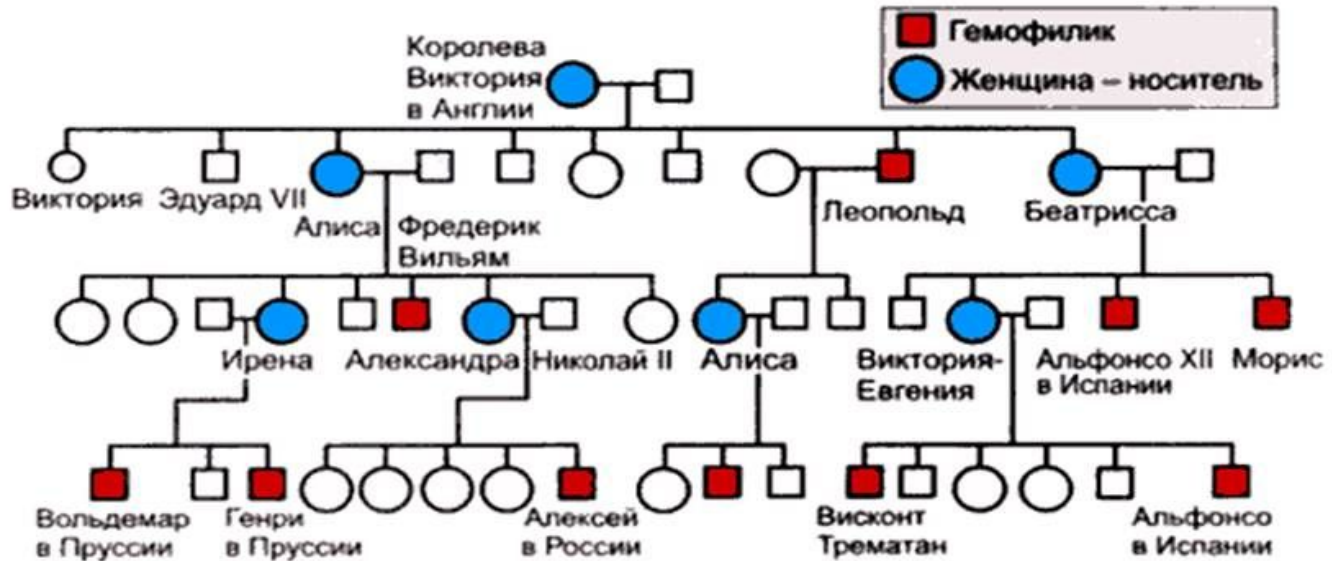 Королева
Виктория
в Англии
Гемофилик
Женщина – носитель
Виктория Эдуард VII
Алиса
Фредерик
Вильям
Леопольд
Беатрисса
Ирена
Александра
Николай II
Алиса
Виктория-
Евгения
Альфонсо XII
в Испании
Морис
Вольдемар
в Пруссии
Генри
в Пруссии
Алексей
в России
Висконт
Трематан
Альфонсо
в Испании